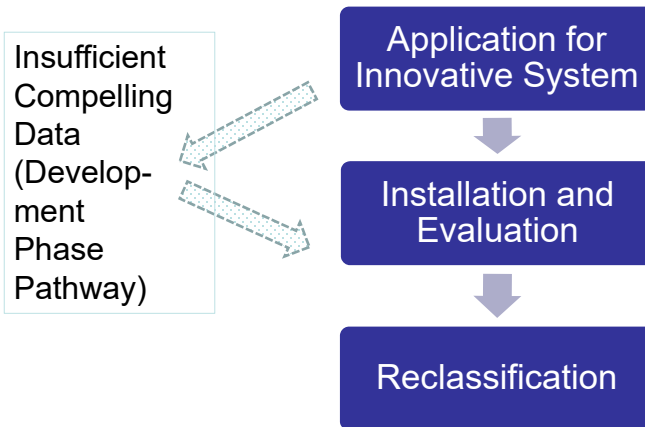 Insufficient
Compelling
Data
(Develop-
ment
Phase
Pathway)
Application for
Innovative System
Installation and
Evaluation
Reclassification